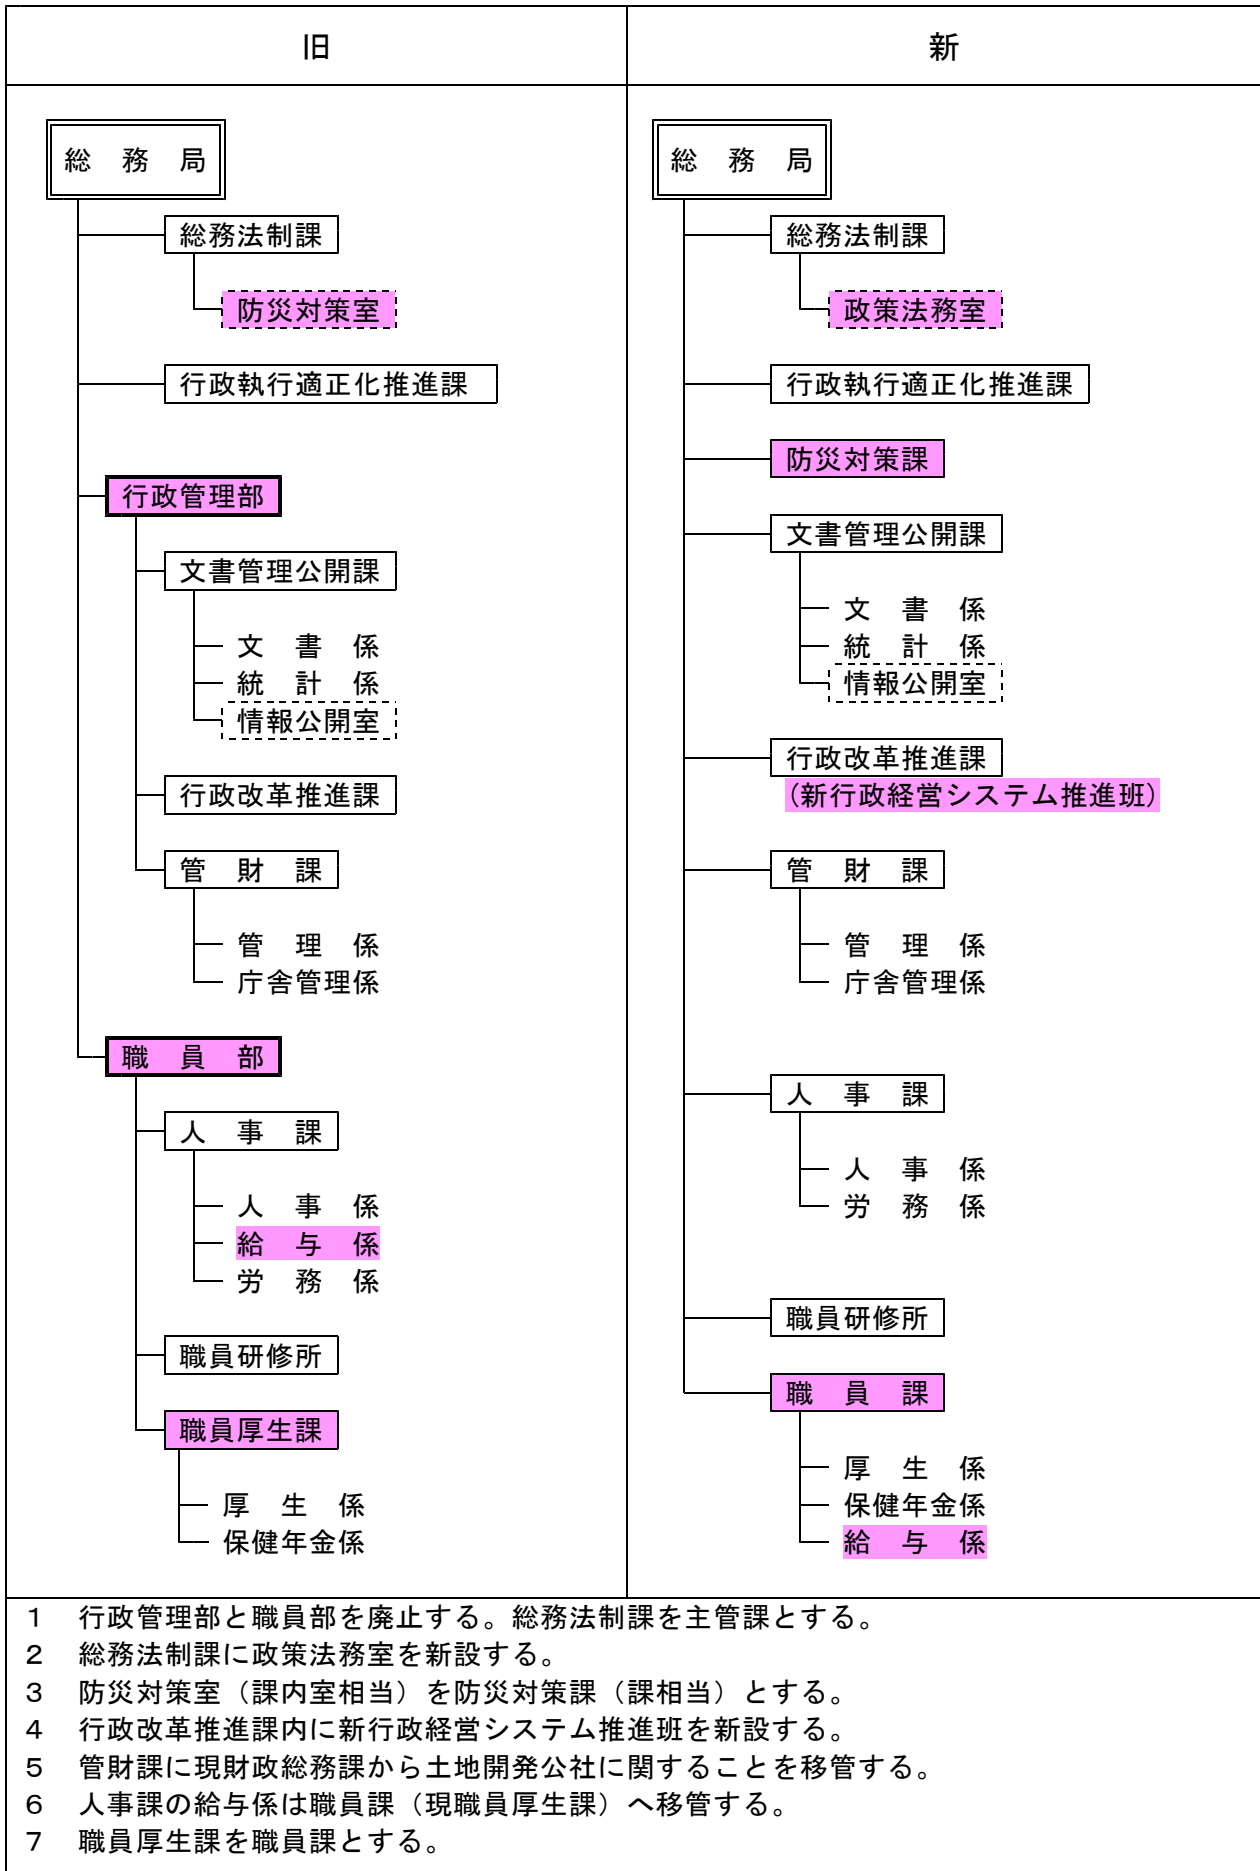 旧
新
総　務　局
総務法制課
防災対策室
行政執行適正化推進課
行政管理部
文書管理公開課
文　書　係
統　計　係
情報公開室
行政改革推進課
管　財　課
管　理　係
庁舎管理係
職　員　部
人　事　課
人　事　係
給　与　係
労　務　係
職員研修所
職員厚生課
厚　生　係
保健年金係
総　務　局
総務法制課
政策法務室
行政執行適正化推進課
防災対策課
文書管理公開課
文　書　係
統　計　係
情報公開室
行政改革推進課
(新行政経営システム推進班)
管　財　課
管　理　係
庁舎管理係
人　事　課
人　事　係
労　務　係
職員研修所
職　員　課
厚　生　係
保健年金係
給　与　係
１　行政管理部と職員部を廃止する。総務法制課を主管課とする。
２　総務法制課に政策法務室を新設する。
３　防災対策室（課内室相当）を防災対策課（課相当）とする。
４　行政改革推進課内に新行政経営システム推進班を新設する。
５　管財課に現財政総務課から土地開発公社に関することを移管する。
６　人事課の給与係は職員課（現職員厚生課）へ移管する。
７　職員厚生課を職員課とする。